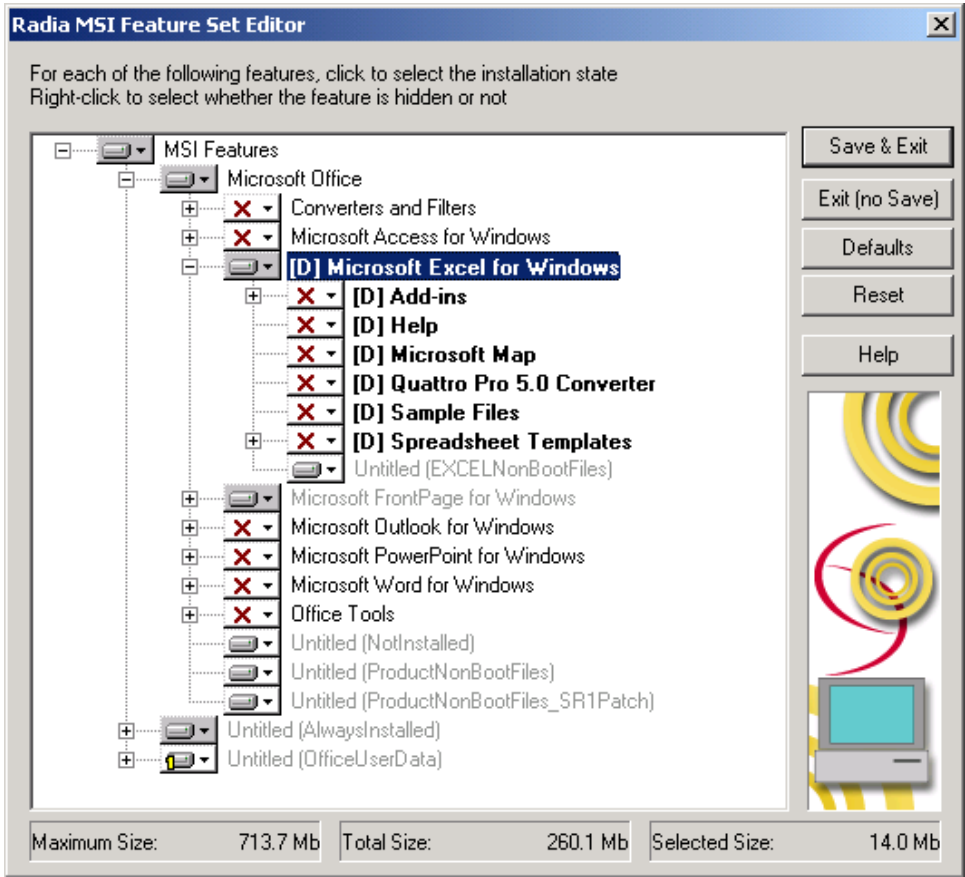 Radia MSI Feature Set Editor
For each of the following features, click to select the installation state
Right-click to select whether the feature is hidden or not
MSI Features
Microsoft Office
Converters and Filters
Microsoft Access for Windows
[D] Microsoft Excel for Windows
[D] Add-ins
[D] Help
[D] Microsoft Map
[D] Quattro Pro 5.0 Converter
[D] Sample Files
[D] Spreadsheet Templates
Untitled (EXCELNonBootFiles)
Microsoft FrontPage for Windows
Microsoft Outlook for Windows
Microsoft PowerPoint for Windows
Microsoft Word for Windows
Office Tools
Untitled (NotInstalled)
Untitled (ProductNonBootFiles)
Untitled (ProductNonBootFiles_SR1Patch)
Untitled (AlwaysInstalled)
Untitled (OfficeUserData)
Save & Exit
Exit (no Save)
Defaults
Reset
Help
Maximum Size: 713.7 Mb Total Size: 260.1 Mb Selected Size: 14.0 Mb